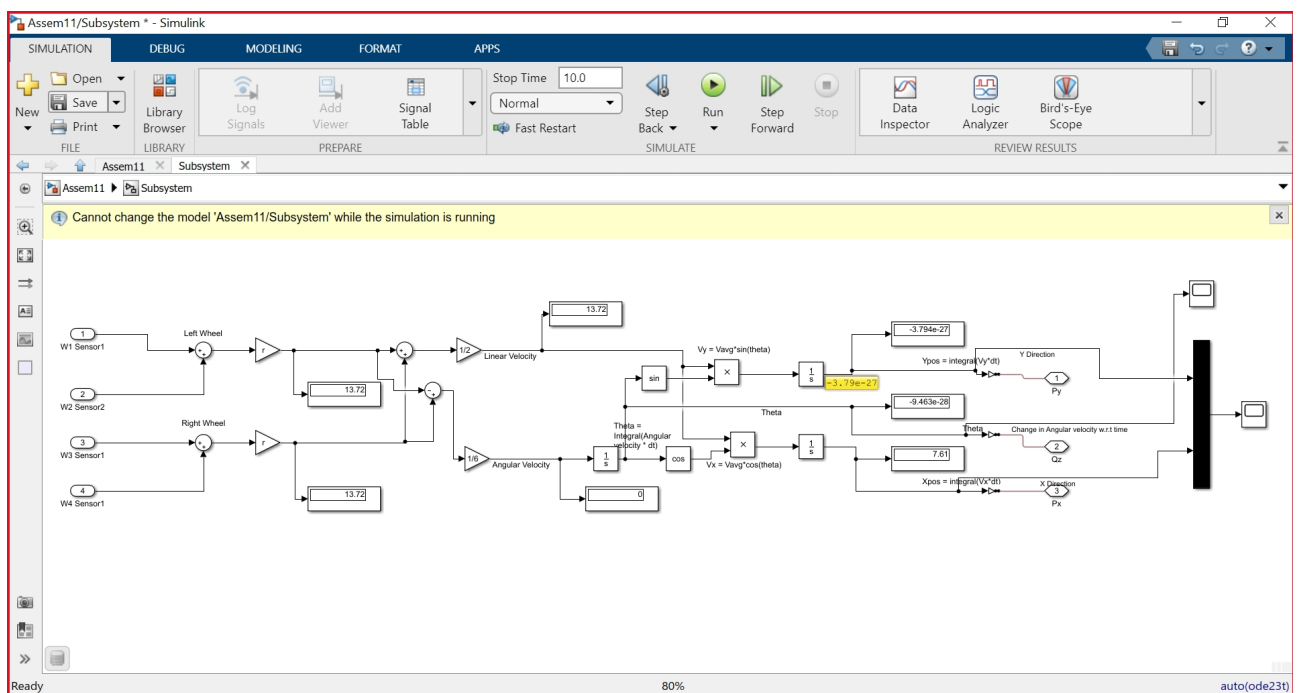 Assem11/Subsystem * - Simulink
SIMULATION DEBUG MODELING FORMAT APPS
New
Open
Save
Print
FILE
Library Browser
LIBRARY
Log Signals
Add Viewer
Signal Table
PREPARE
Stop Time 10.0
Normal
Fast Restart
Step Back
Run
Step Forward
Stop
SIMULATE
Data Inspector
Logic Analyzer
Bird's-Eye Scope
REVIEW RESULTS
Assem11 Subsystem
Assem11 Subsystem
Cannot change the model 'Assem11/Subsystem' while the simulation is running
1
W1 Sensor1
2
W2 Sensor2
3
W3 Sensor1
4
W4 Sensor1
Left Wheel
r
13.72
Right Wheel
r
13.72
1/2
Linear Velocity
13.72
1/6
Angular Velocity
0
Theta =
Integral(Angular
velocity * dt)
1
s
sin
cos
Vy = Vavg*sin(theta)
×
Vx = Vavg*cos(theta)
×
1
s
1
s
-3.794e-27
-3.79e-27
Ypos = integral(Vy*dt)
Y Direction
1
Py
-9.463e-28
Theta
Theta
Change in Angular velocity w.r.t time
2
Qz
7.61
Xpos = integral(Vx*dt)
X Direction
3
Px
Ready
80%
auto(ode23t)